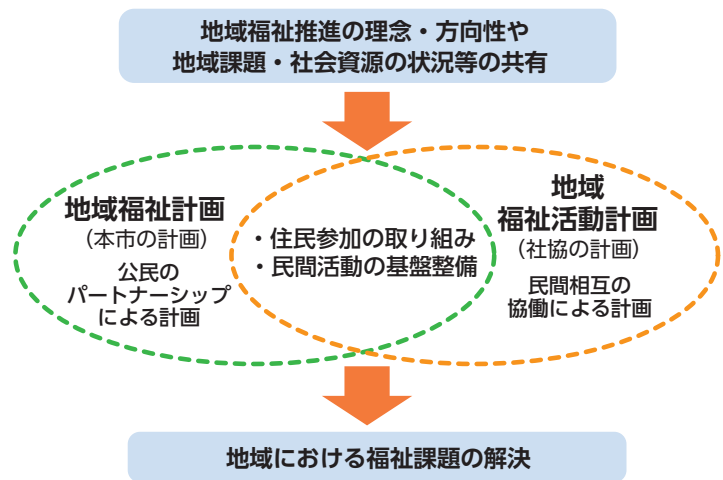 地域福祉推進の理念・方向性や
地域課題・社会資源の状況等の共有
地域福祉計画
（本市の計画）
公民の
パートナーシップ
による計画
・住民参加の取り組み
・民間活動の基盤整備
地域
福祉活動計画
（社協の計画）
民間相互の
協働による計画
地域における福祉課題の解決